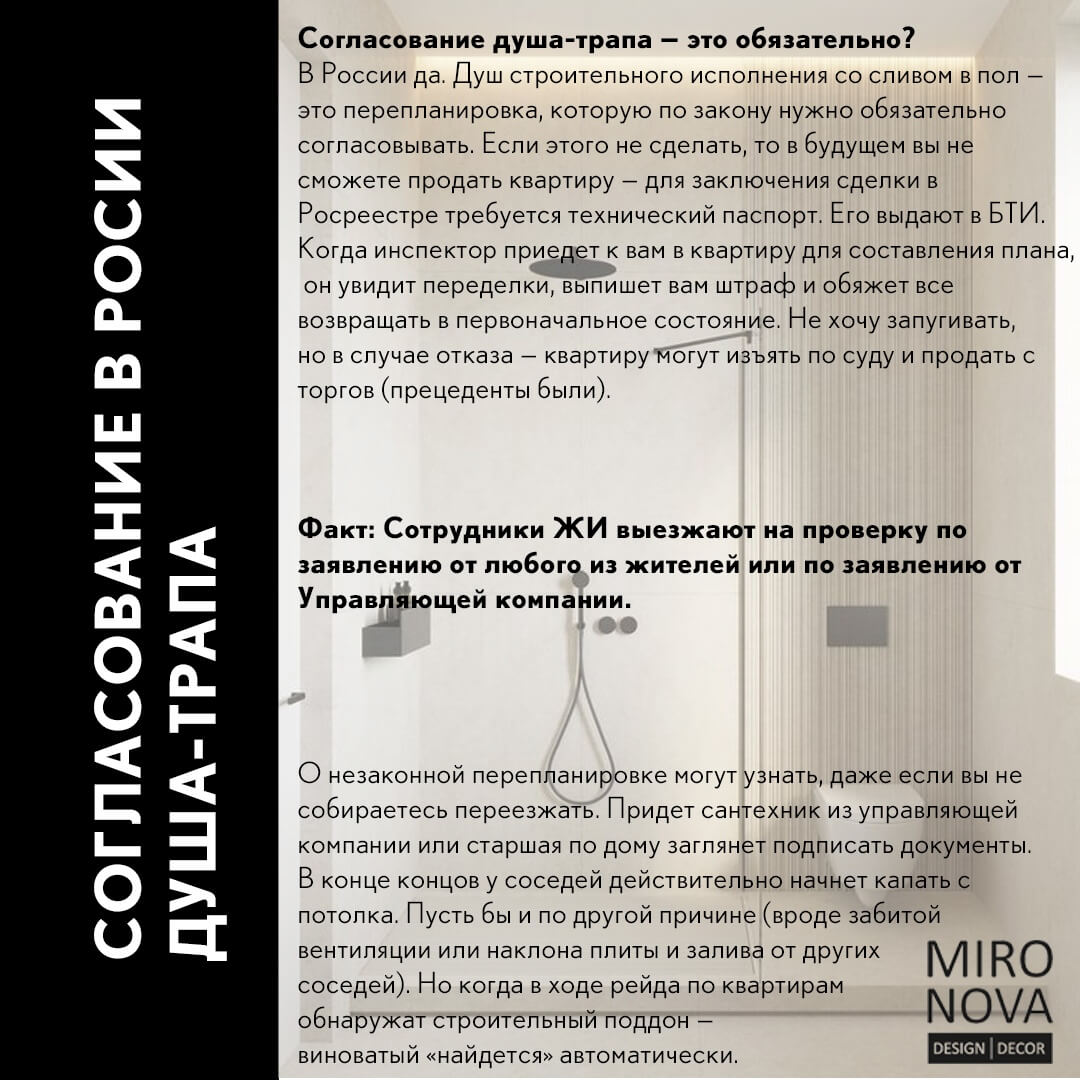 СОГЛАСОВАНИЕ В РОССИИ
ДУША-ТРАПА
Согласование душа-трапа – это обязательно?
В России да. Душ строительного исполнения со сливом в пол –
это перепланировка, которую по закону нужно обязательно
согласовывать. Если этого не сделать, то в будущем вы не
сможете продать квартиру – для заключения сделки в
Росреестре требуется технический паспорт. Его выдают в БТИ.
Когда инспектор приедет к вам в квартиру для составления плана,
он увидит переделки, выпишет вам штраф и обяжет все
возвращать в первоначальное состояние. Не хочу запугивать,
но в случае отказа – квартиру могут изъять по суду и продать с
торгов (прецеденты были).
Факт: Сотрудники ЖИ выезжают на проверку по
заявлению от любого из жителей или по заявлению от
Управляющей компании.
О незаконной перепланировке могут узнать, даже если вы не
собираетесь переезжать. Придет сантехник из управляющей
компании или старшая по дому заглянет подписать документы.
В конце концов у соседей действительно начнет капать с
потолка. Пусть бы и по другой причине (вроде забитой
вентиляции или наклона плиты и залива от других
соседей). Но когда в ходе рейда по квартирам
обнаружат строительный поддон –
виноватый «найдется» автоматически.
MIRO
NOVA
DESIGN | DECOR